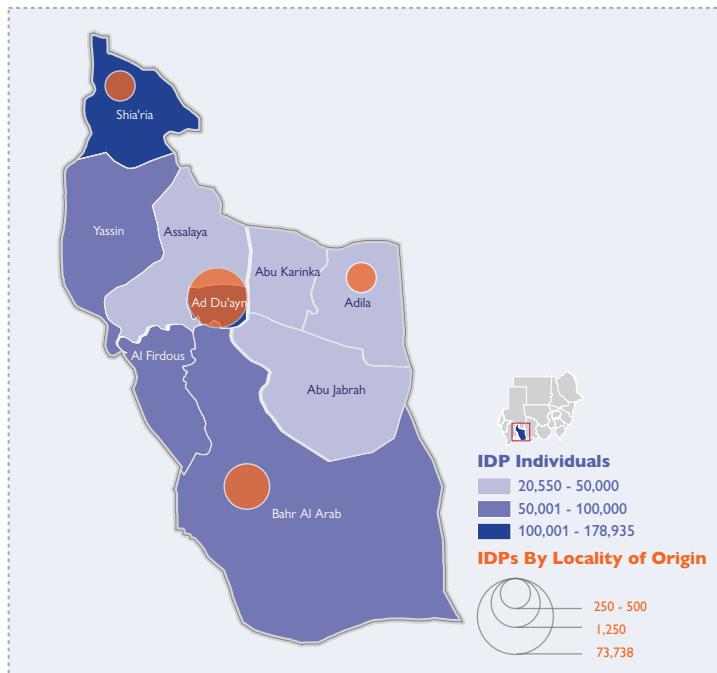 Shia'ria
Yassin
Assalaya
Abu Karinka
Ad Du'ayn
Adila
Al Firdous
Abu Jabrah
Bahr Al Arab
IDP Individuals
20,550 - 50,000
50,001 - 100,000
100,001 - 178,935
IDPs By Locality of Origin
250 - 500
1,250
73,738